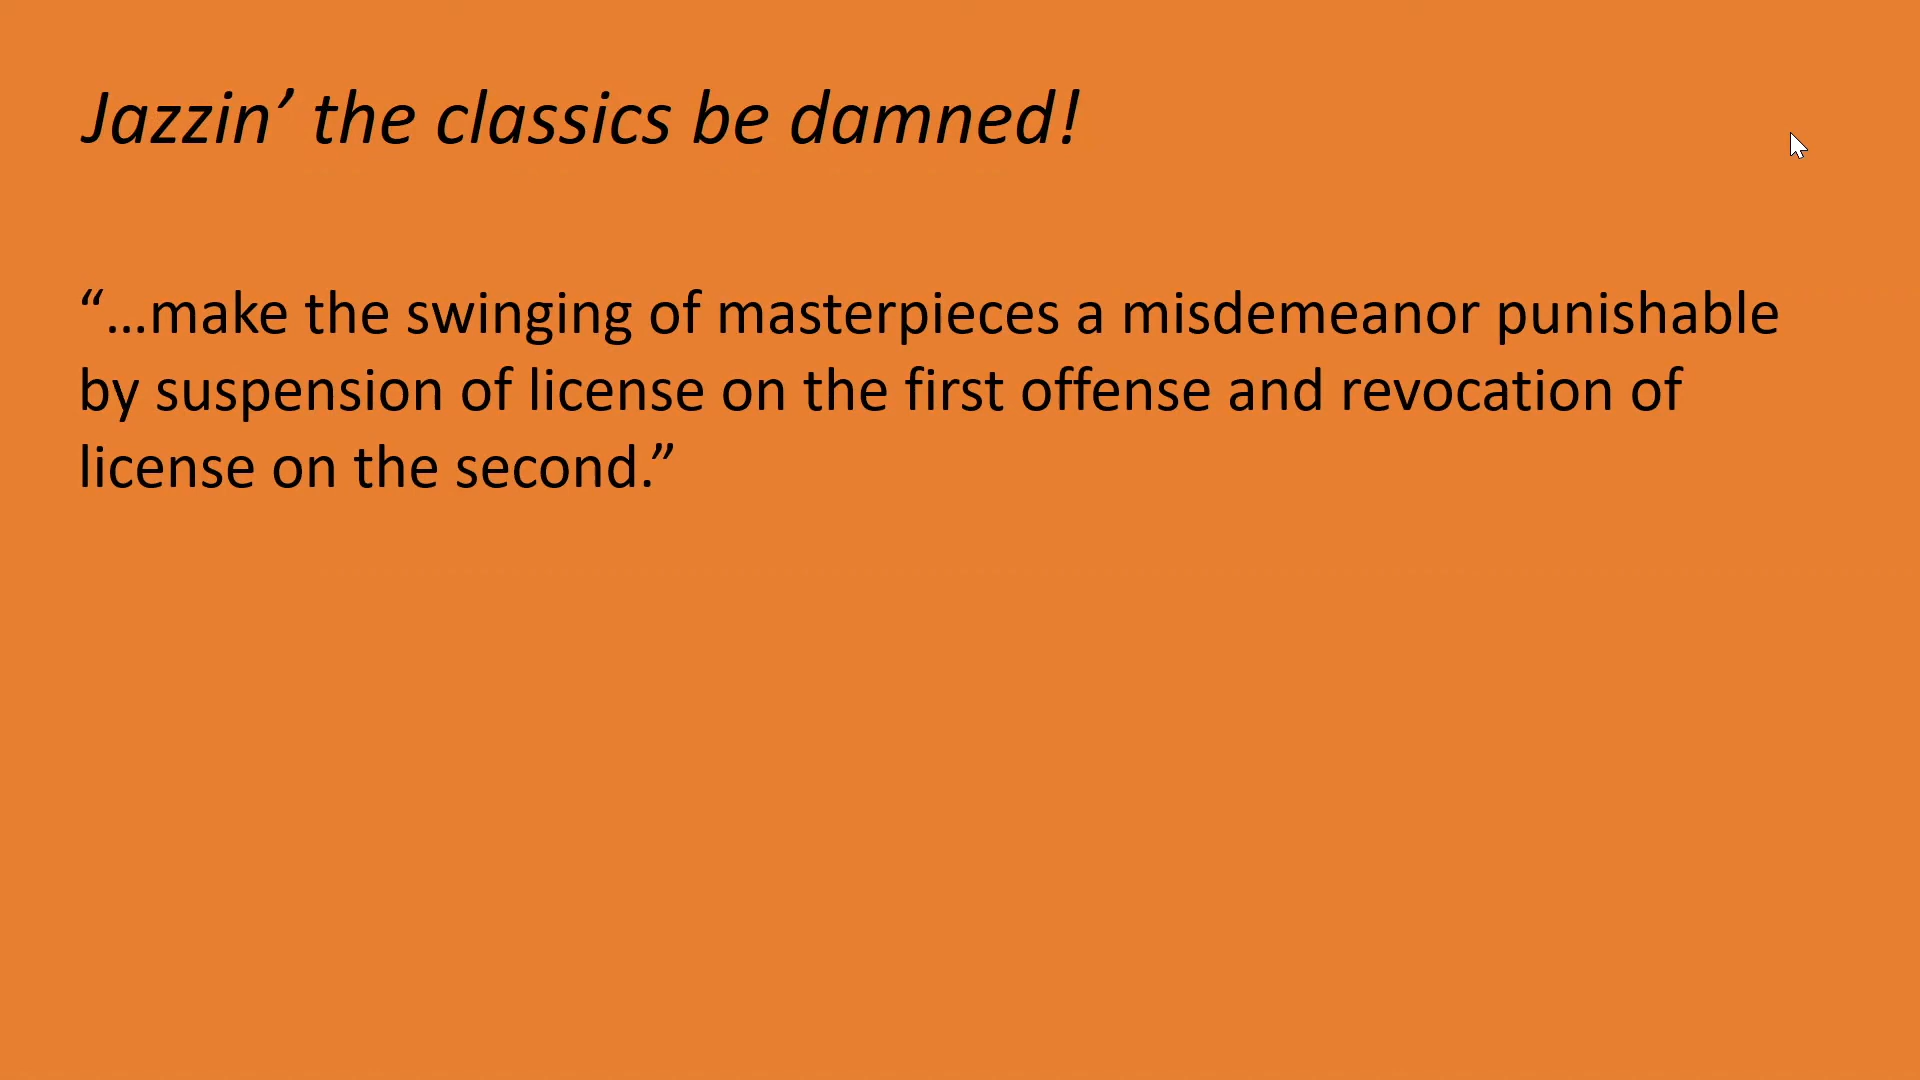 Jazzin’ the classics be damned!
“…make the swinging of masterpieces a misdemeanor punishable
by suspension of license on the first offense and revocation of
license on the second.”